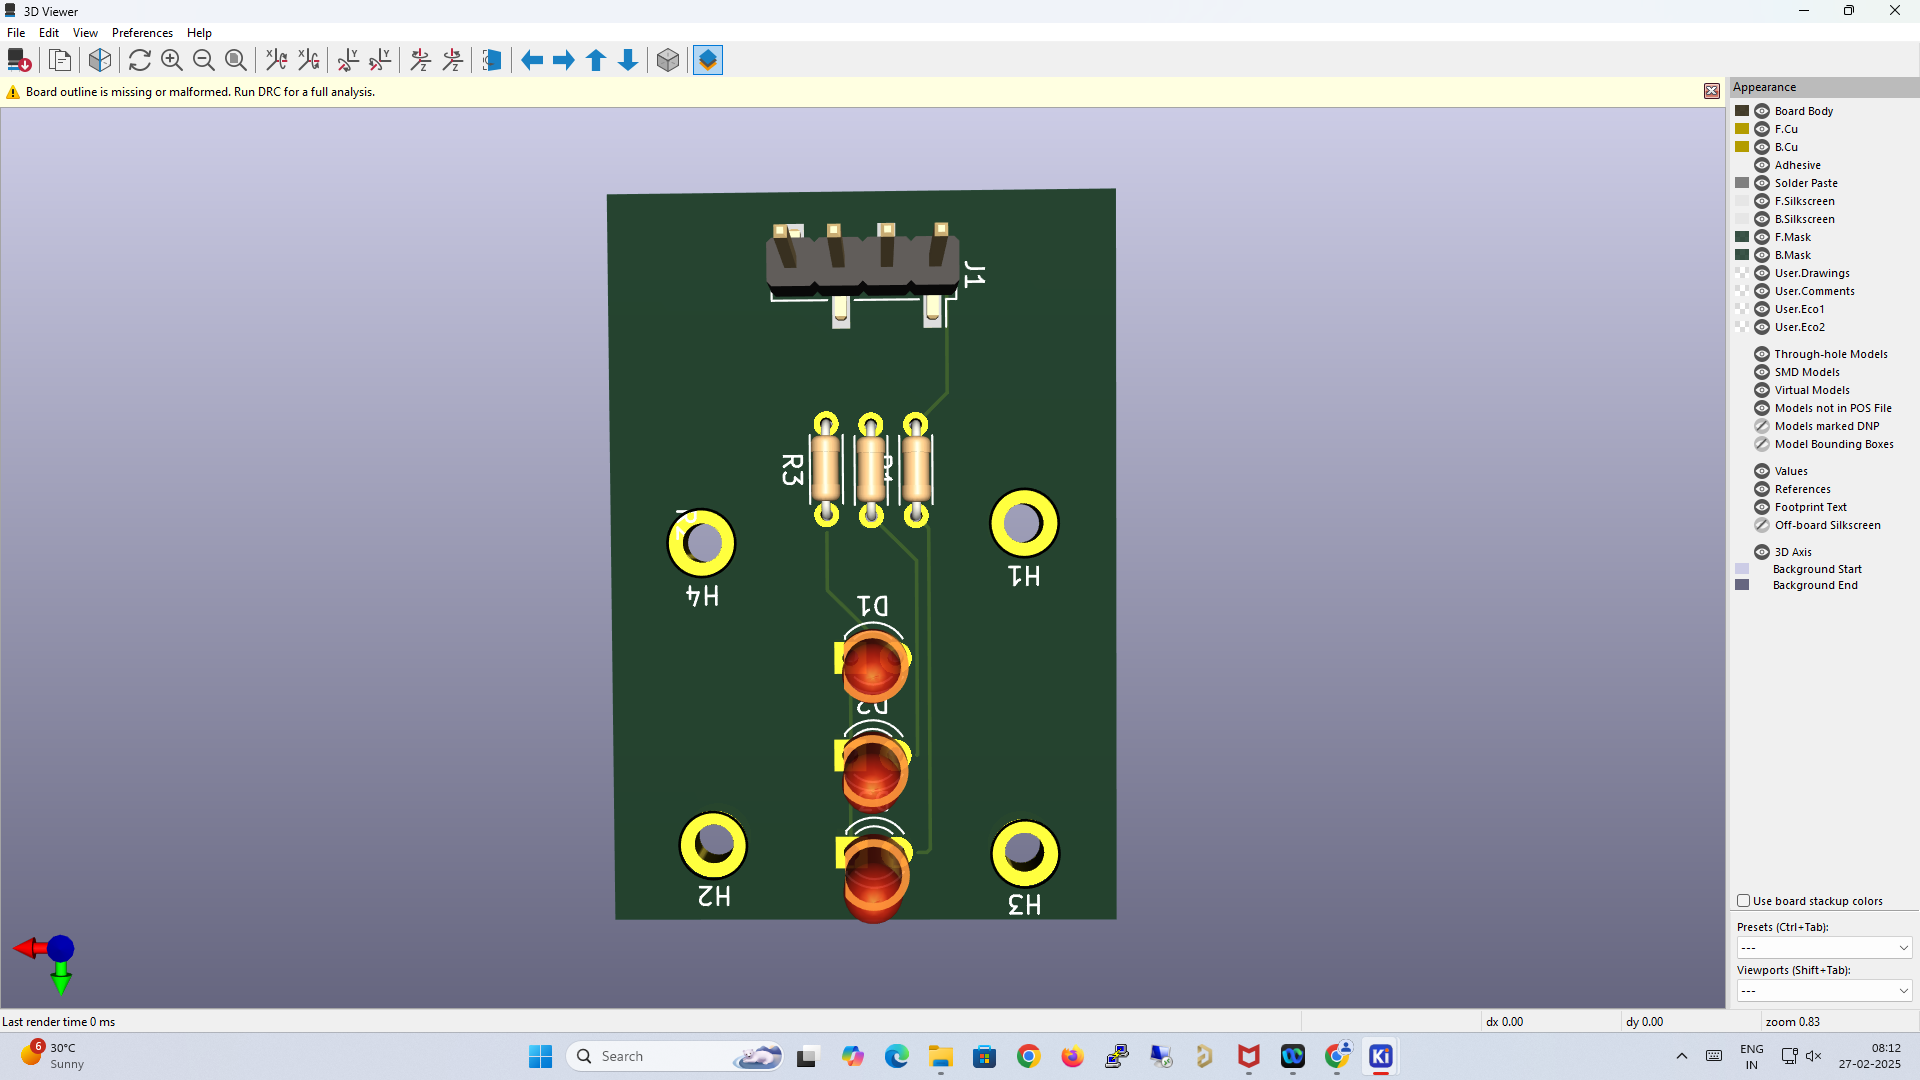 3D Viewer
File Edit View Preferences Help
Board outline is missing or malformed. Run DRC for a full analysis.
J1
R3
H4
H1
D1
D2
H2
H3
Appearance
Board Body
F.Cu
B.Cu
Adhesive
Solder Paste
F.Silkscreen
B.Silkscreen
F.Mask
B.Mask
User.Drawings
User.Comments
User.Eco1
User.Eco2
Through-hole Models
SMD Models
Virtual Models
Models not in POS File
Models marked DNP
Model Bounding Boxes
Values
References
Footprint Text
Off-board Silkscreen
3D Axis
Background Start
Background End
Use board stackup colors
Presets (Ctrl+Tab):
---
Viewports (Shift+Tab):
---
Last render time 0 ms
dx 0.00
dy 0.00
zoom 0.83
6
30°C
Sunny
Search
Ki
ENG
IN
08:12
27-02-2025